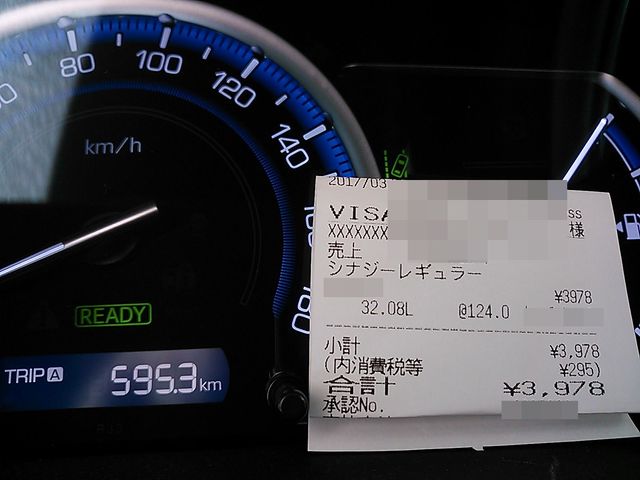 80
100
120
140
180
km/h
READY
TRIP A 595.3 km
2017/03
VISA
XXXXXXX 様
売上
シナジーレギュラー
¥3978
32.08L @124.0
小計 ¥3,978
(内消費税等 ¥295)
合計 ¥3,978
承認No.